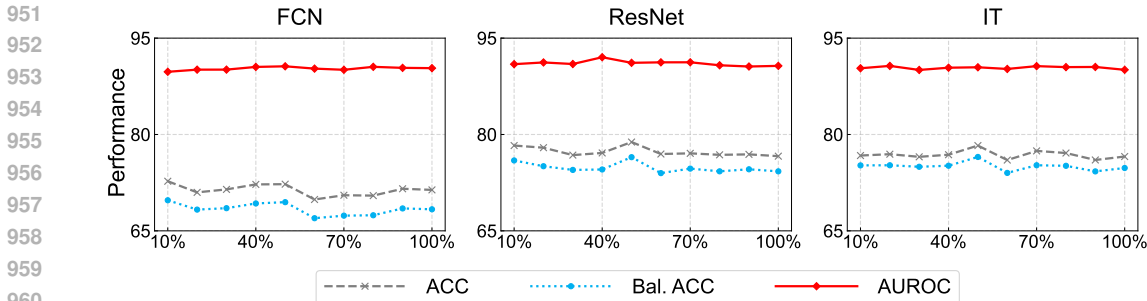 951
952
953
954
955
956
957
958
959
960
FCN ResNet IT
Performance
95 95 95
80 80 80
65 65 65
10% 40% 70% 100% 10% 40% 70% 100% 10% 40% 70% 100%
ACC Bal. ACC AUROC